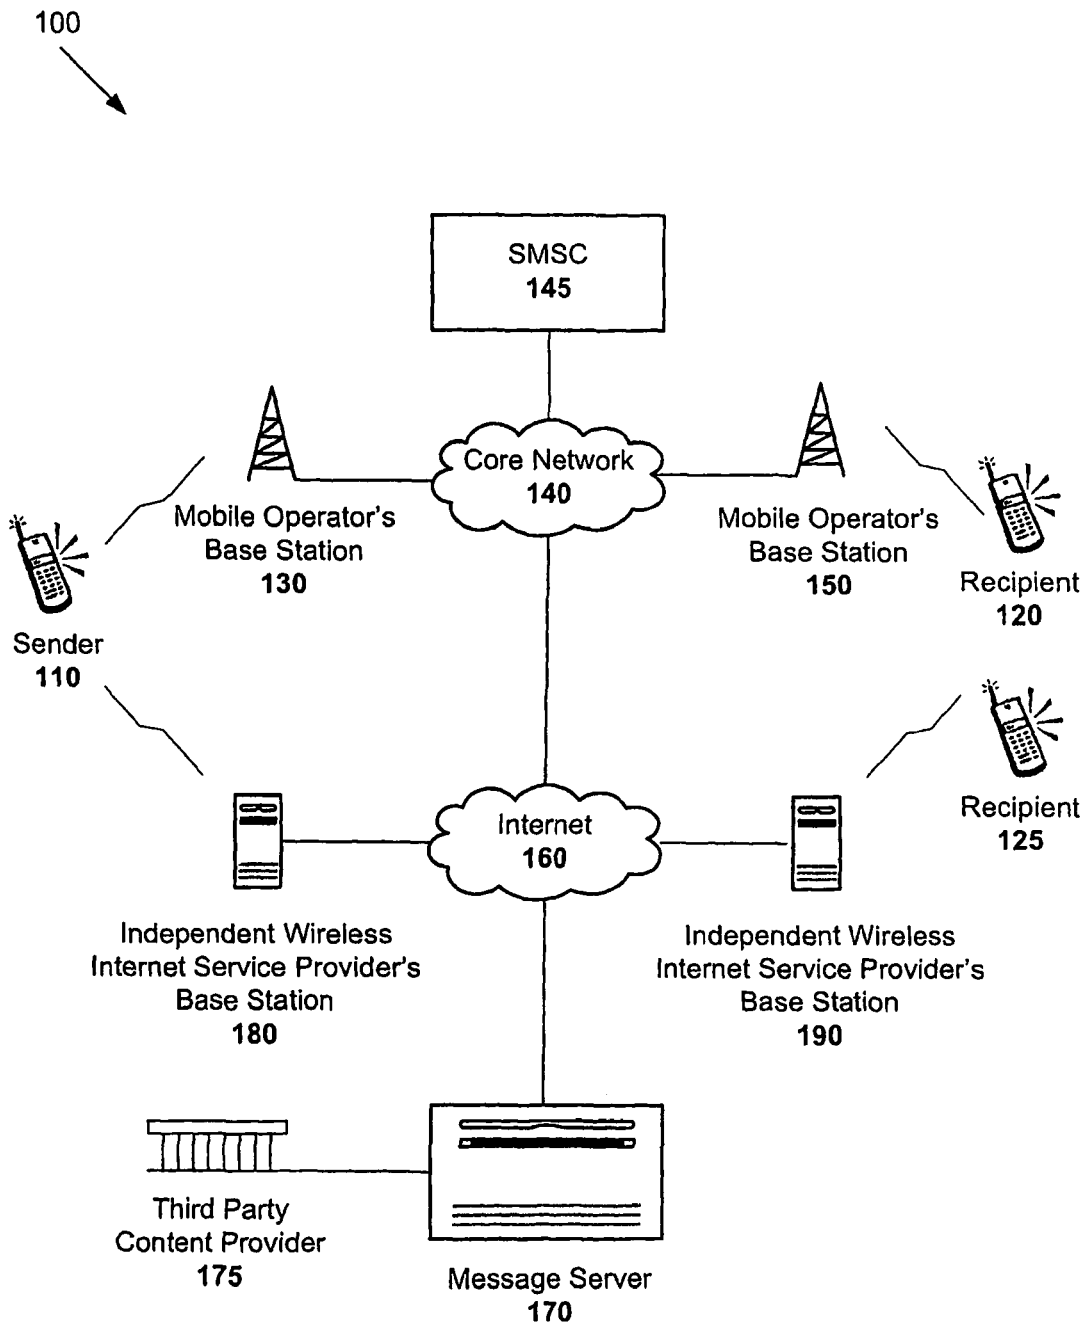 100
SMSC
145
Core Network
140
Mobile Operator's
Base Station
130
Mobile Operator's
Base Station
150
Sender
110
Recipient
120
Recipient
125
Internet
160
Independent Wireless
Internet Service Provider's
Base Station
180
Independent Wireless
Internet Service Provider's
Base Station
190
Third Party
Content Provider
175
Message Server
170